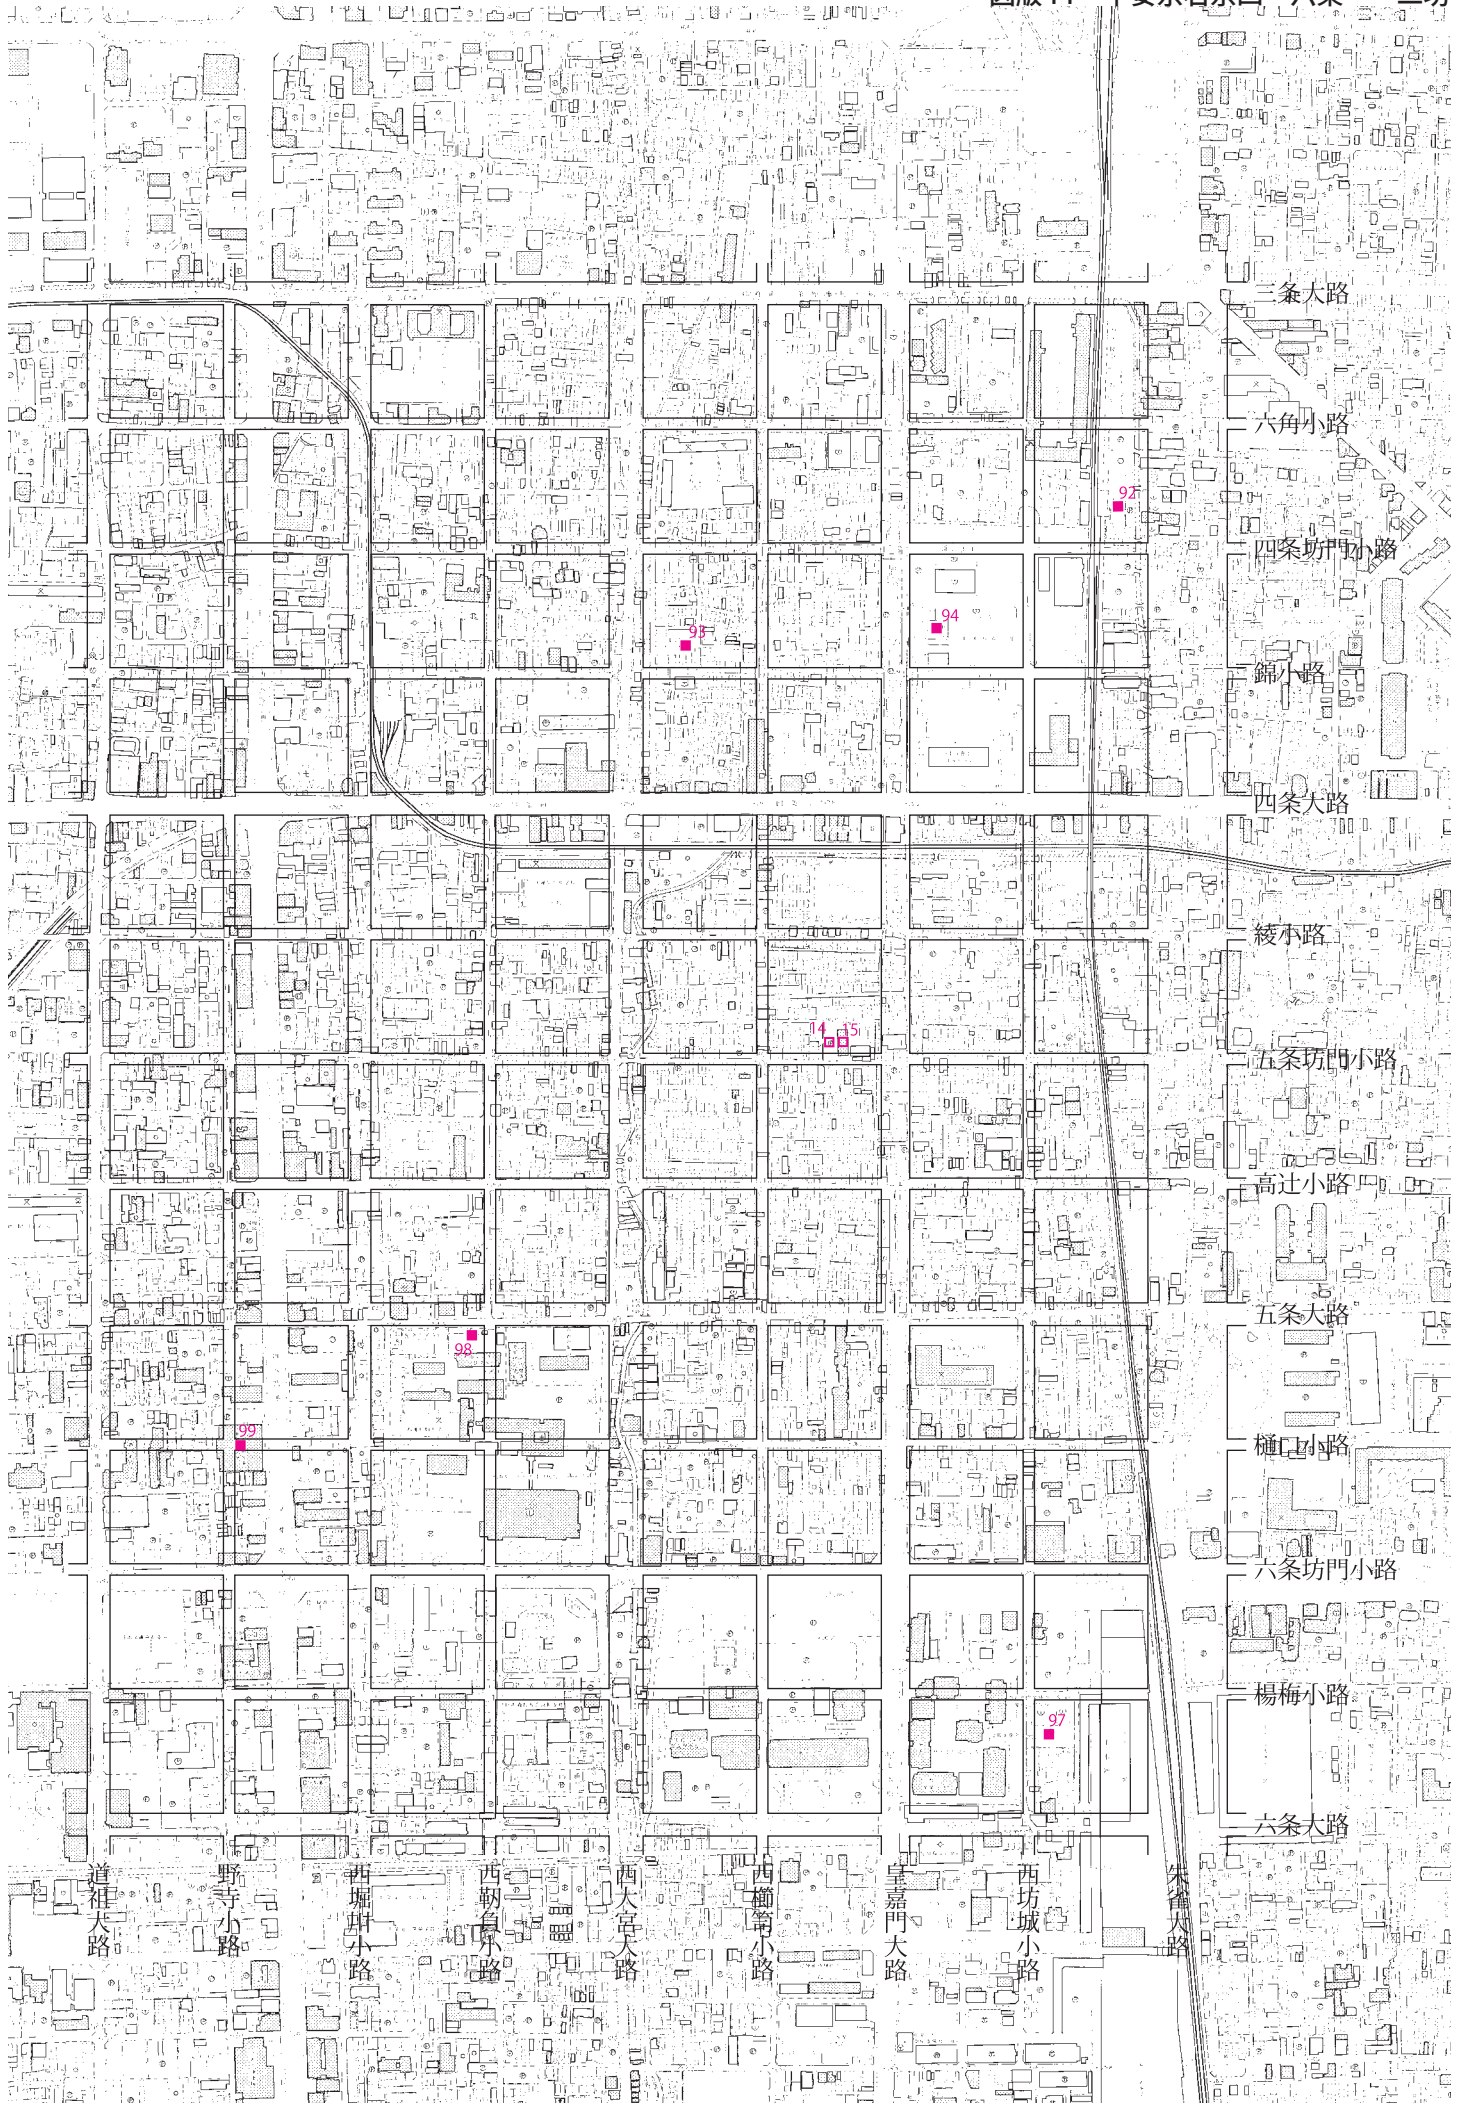 三条大路
六角小路
92
四条坊門小路
94
93
錦小路
四条大路
綾小路
14 15
五条坊門小路
高辻小路
五条大路
98
99
樋口小路
六条坊門小路
楊梅小路
97
六条大路
道祖大路
野寺小路
西堀川小路
西靭負小路
西大宮大路
西櫛笥小路
皇嘉門大路
西坊城小路
朱雀大路